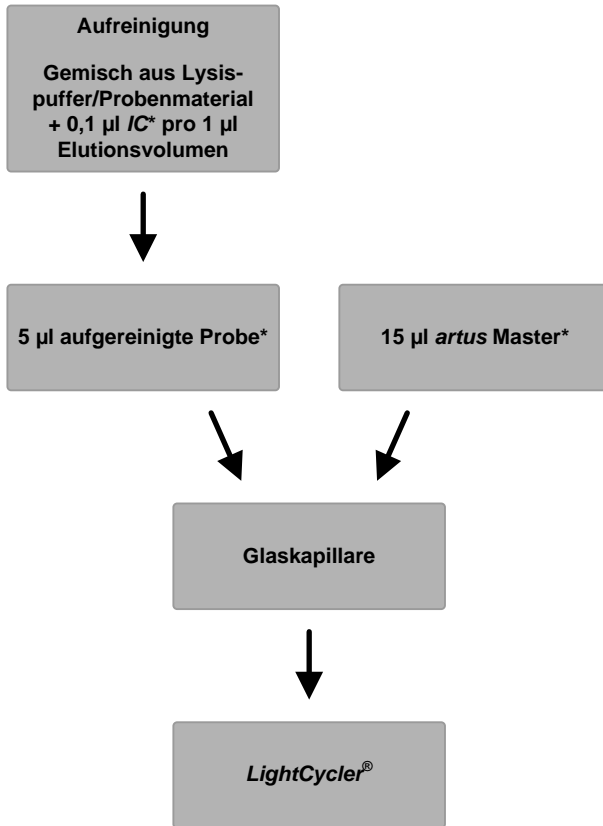 Aufreinigung
Gemisch aus Lysis-
puffer/Probenmaterial
+ 0,1 µl IC* pro 1 µl
Elutionsvolumen
5 µl aufgereinigte Probe*
15 µl artus Master*
Glaskapillare
LightCycler®